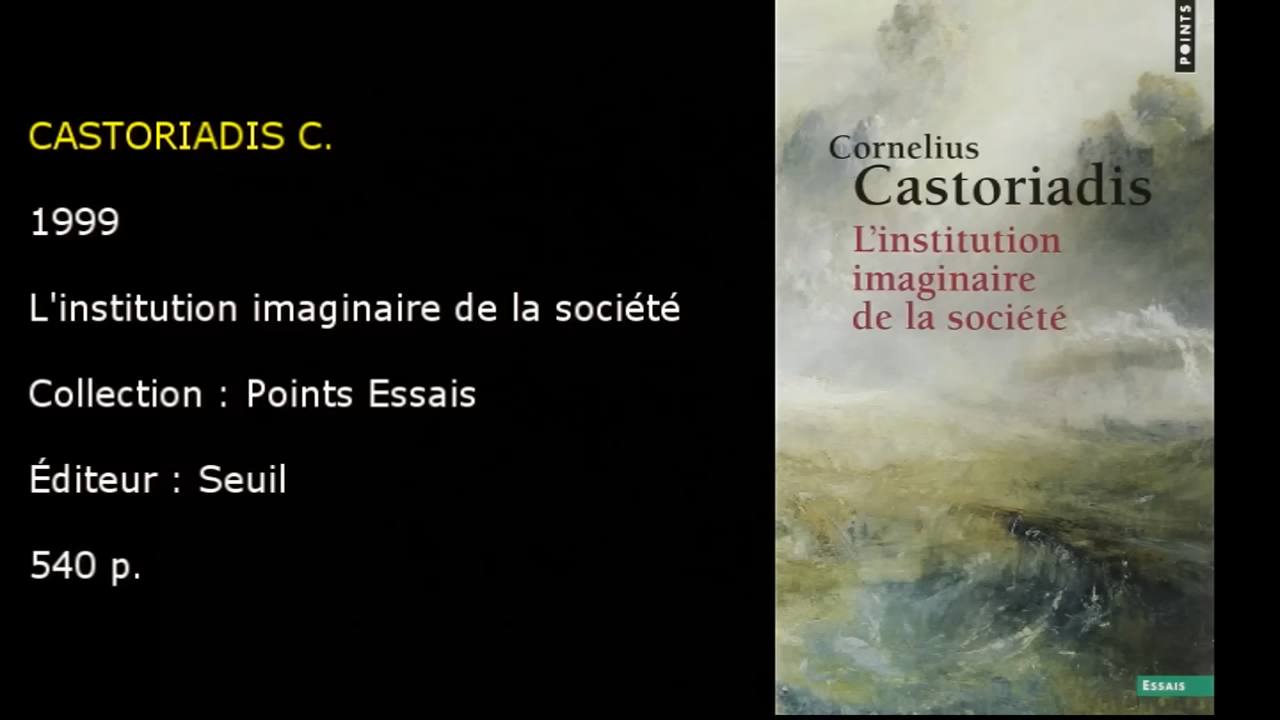 CASTORIADIS C.
1999
L'institution imaginaire de la société
Collection : Points Essais
Éditeur : Seuil
540 p.
POINTS
Cornelius
Castoriadis
L'institution
imaginaire
de la société
ESSAIS